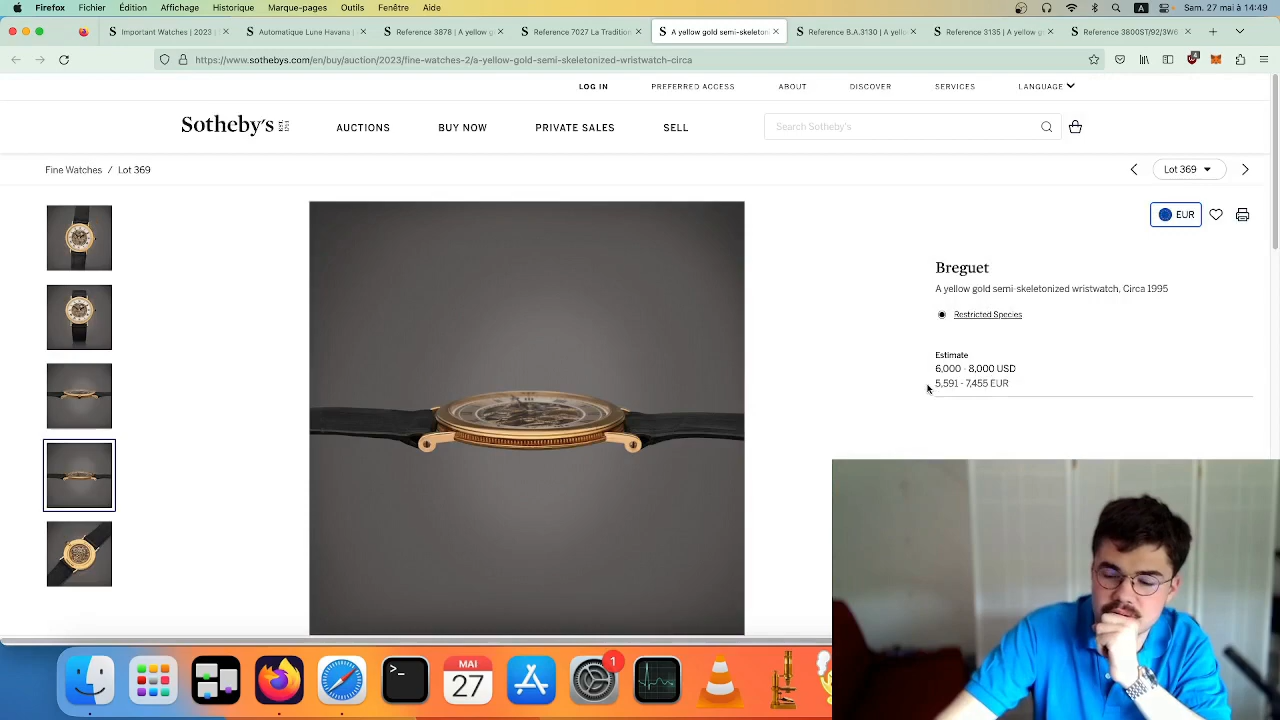 Firefox Fichier Édition Affichage Historique Marque-pages Outils Fenêtre Aide A Sam. 27 mai à 14:49
S Important Watches | 2023 | S Automatique Lune Havana | S Reference 3878 | A yellow g S Reference 7027 La Tradition S A yellow gold semi-skeleton S Reference B.A.3130 | A yello S Reference 3135 | A yellow g S Reference 3800ST/92/3W6
https://www.sothebys.com/en/buy/auction/2023/fine-watches-2/a-yellow-gold-semi-skeletonized-wristwatch-circa 4
LOG IN PREFERRED ACCESS ABOUT DISCOVER SERVICES LANGUAGE
Sotheby's AUCTIONS BUY NOW PRIVATE SALES SELL Search Sotheby's
Fine Watches / Lot 369 Lot 369
EUR
Breguet
A yellow gold semi-skeletonized wristwatch, Circa 1995
Restricted Species
Estimate
6,000 - 8,000 USD
5,591 - 7,455 EUR
MAI
27
1